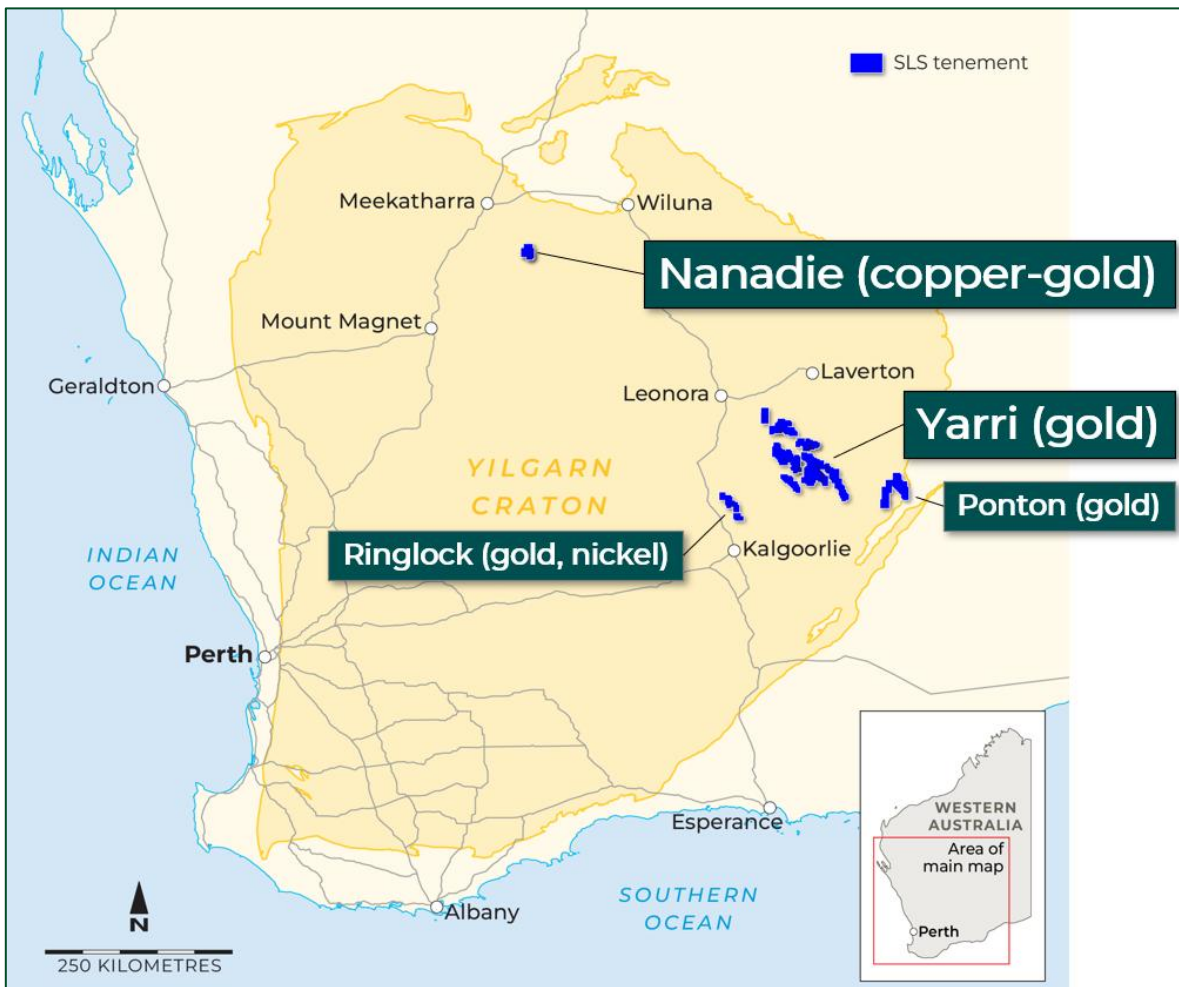 SLS tenement
Meekatharra
Wiluna
Nanadie (copper-gold)
Mount Magnet
Geraldton
Leonora
Laverton
Yarri (gold)
YILGARN
CRATON
Ponton (gold)
Ringlock (gold, nickel)
Kalgoorlie
INDIAN
OCEAN
Perth
Esperance
Albany
SOUTHERN
OCEAN
N
250 KILOMETRES
WESTERN
AUSTRALIA
Area of
main map
Perth